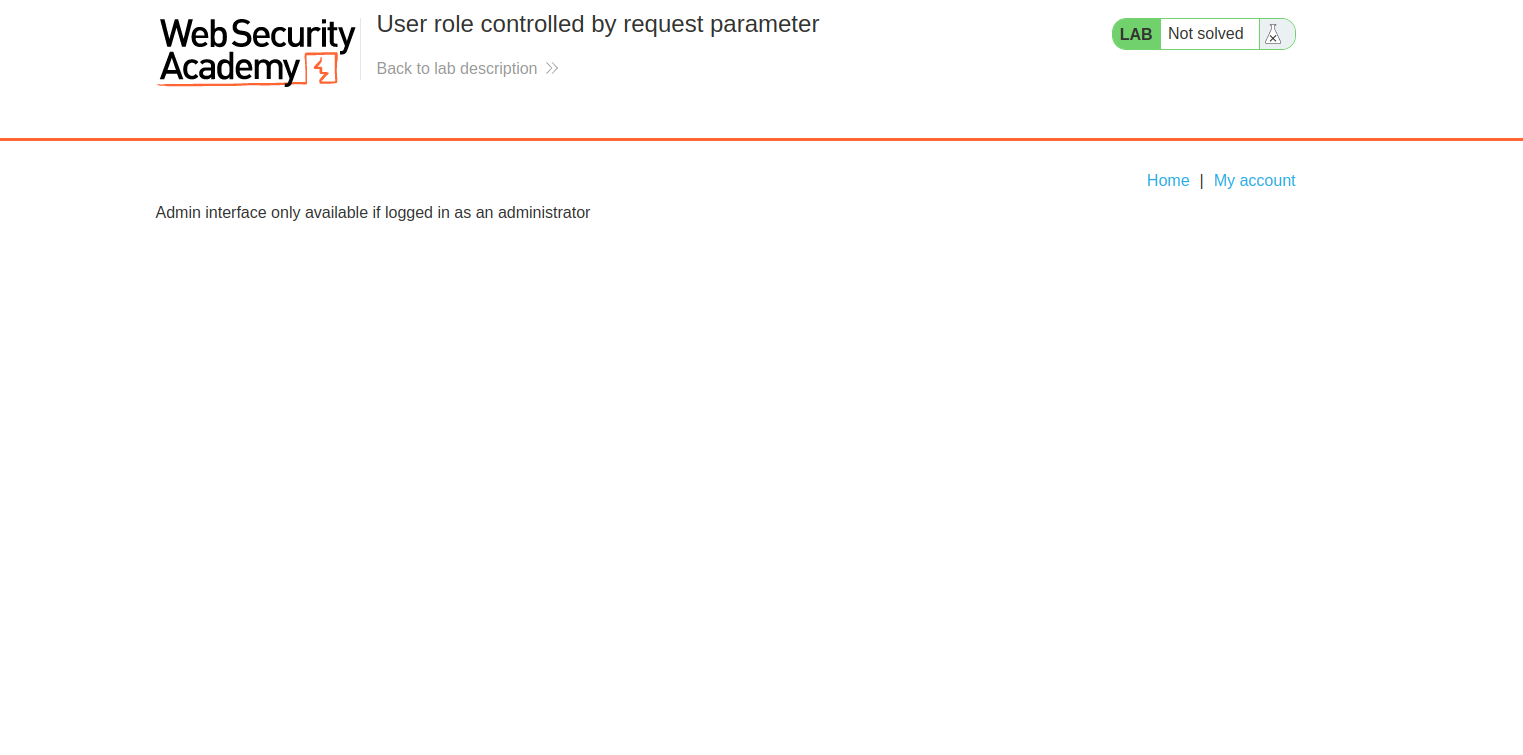 Web Security
Academy
User role controlled by request parameter
Back to lab description
LAB Not solved
Home | My account
Admin interface only available if logged in as an administrator